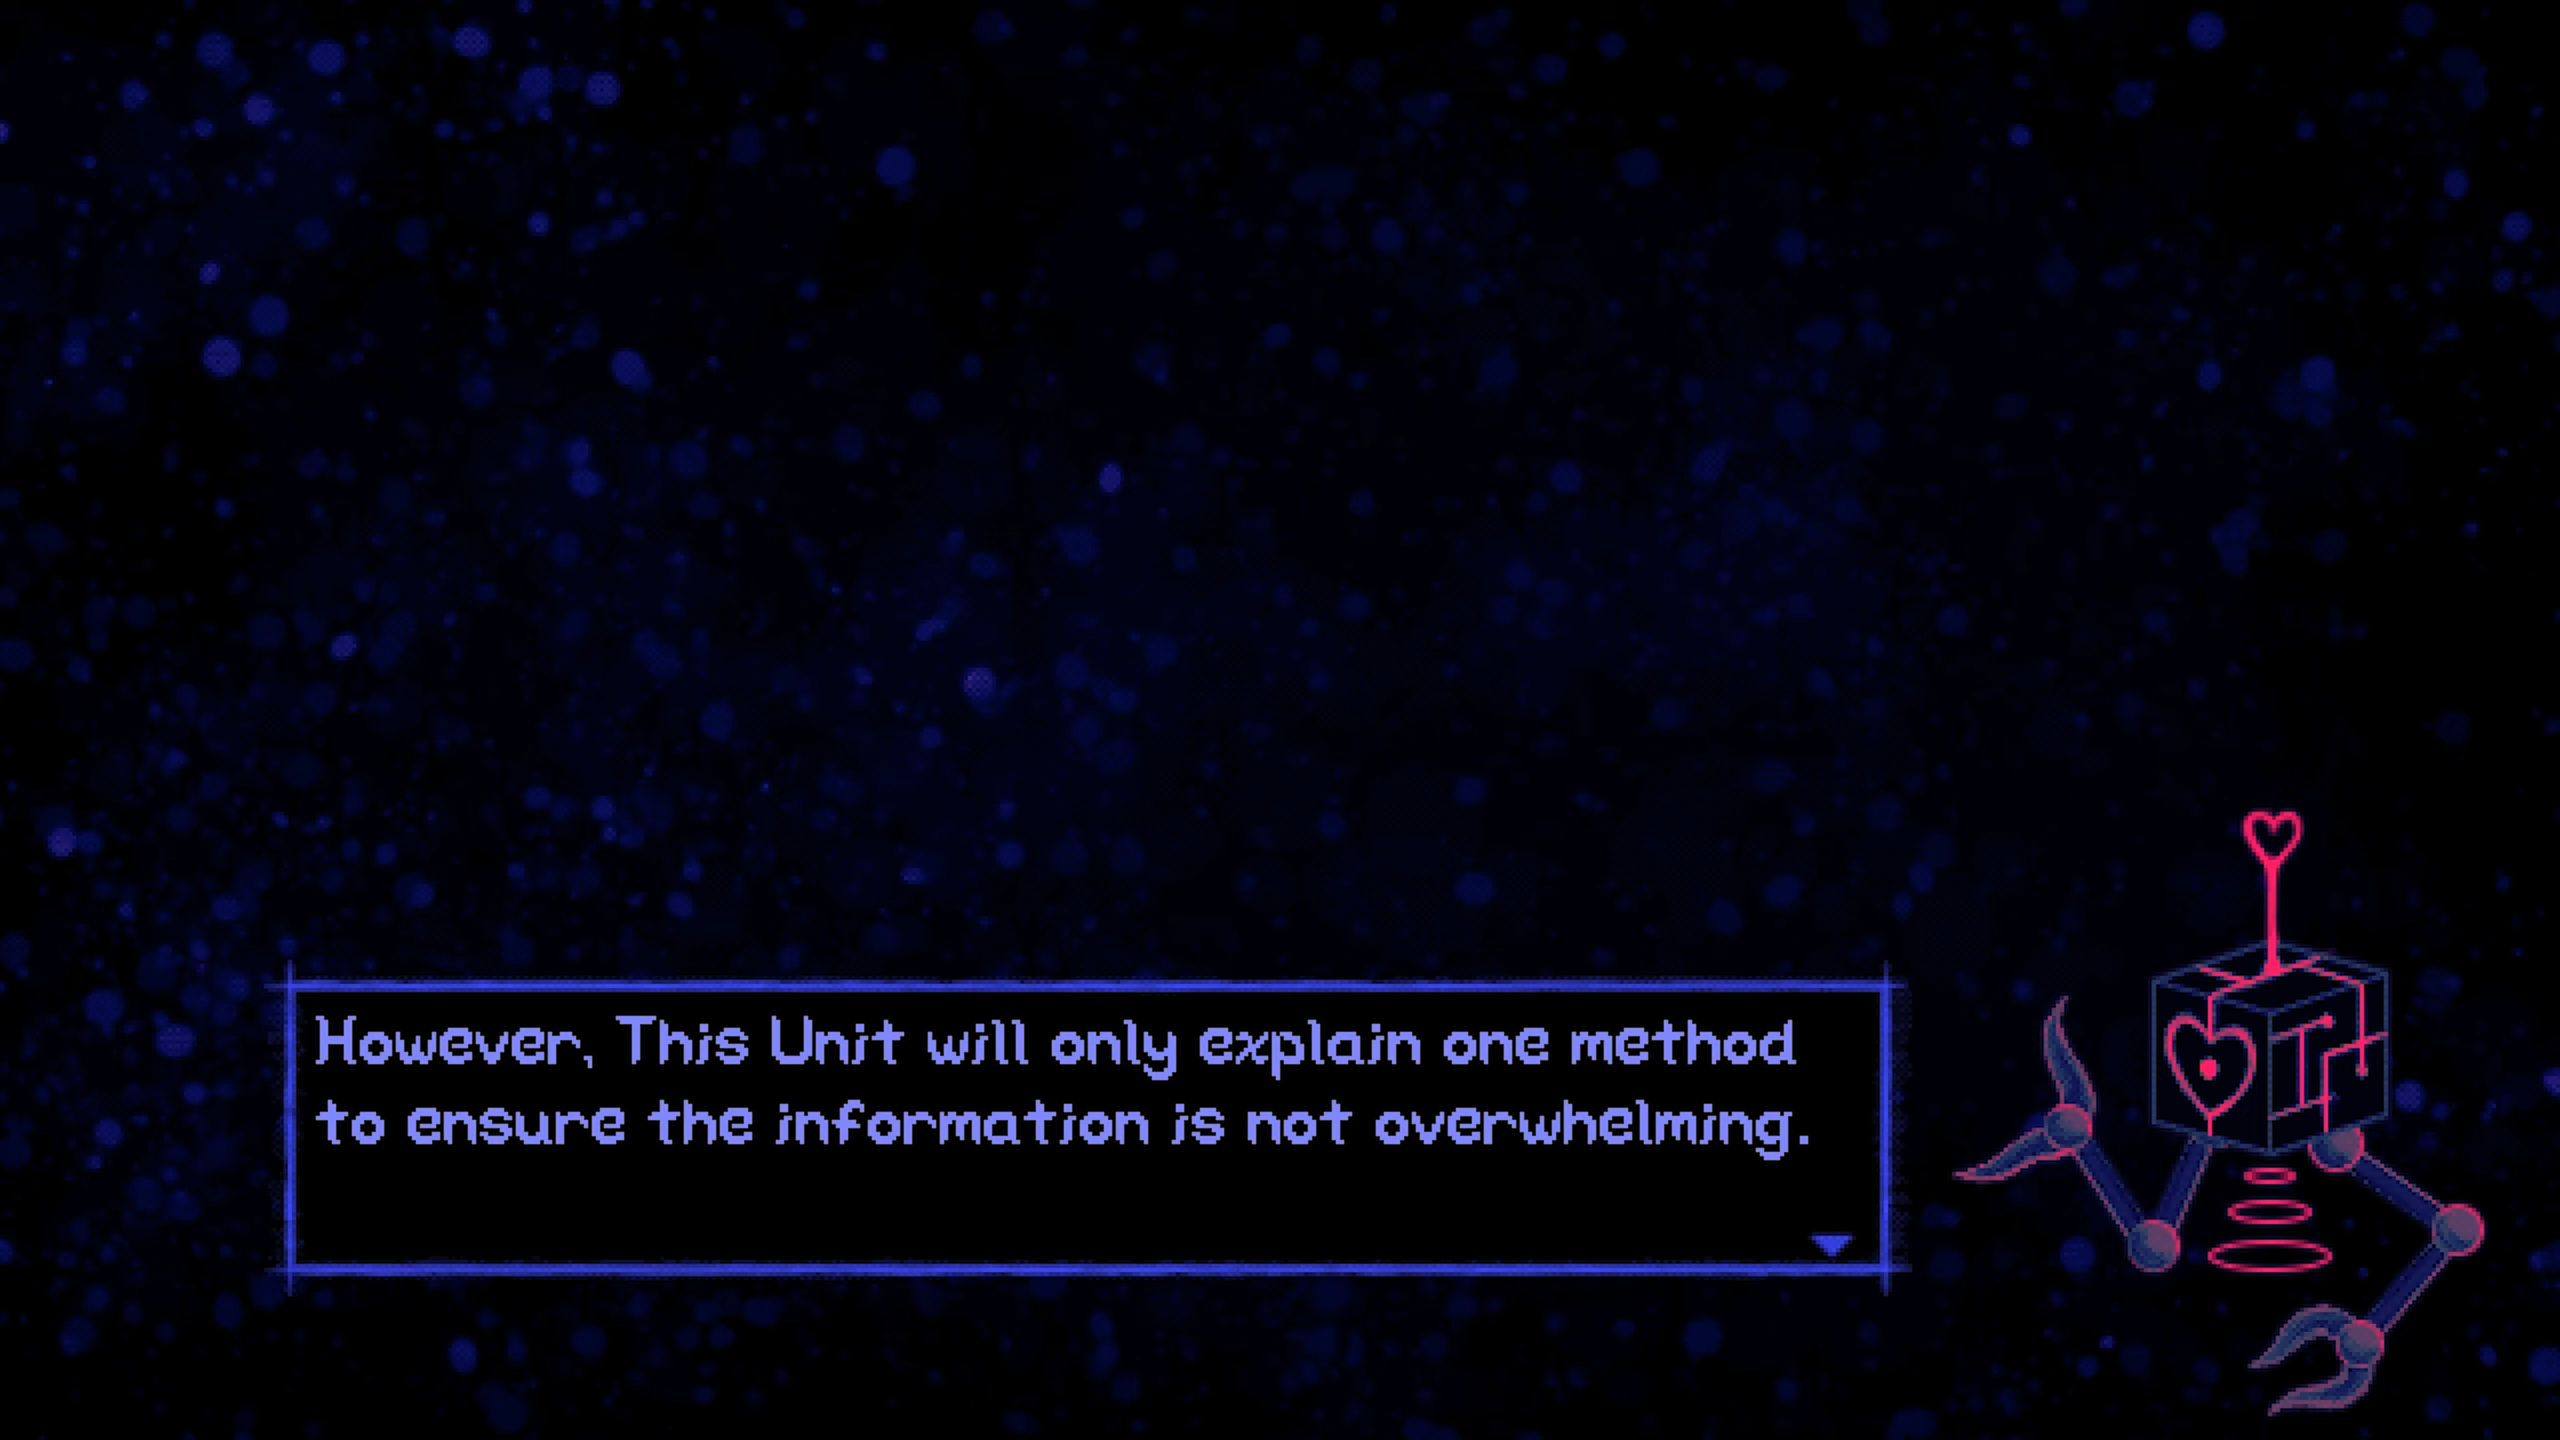 However, This Unit will only explain one method
to ensure the information is not overwhelming.